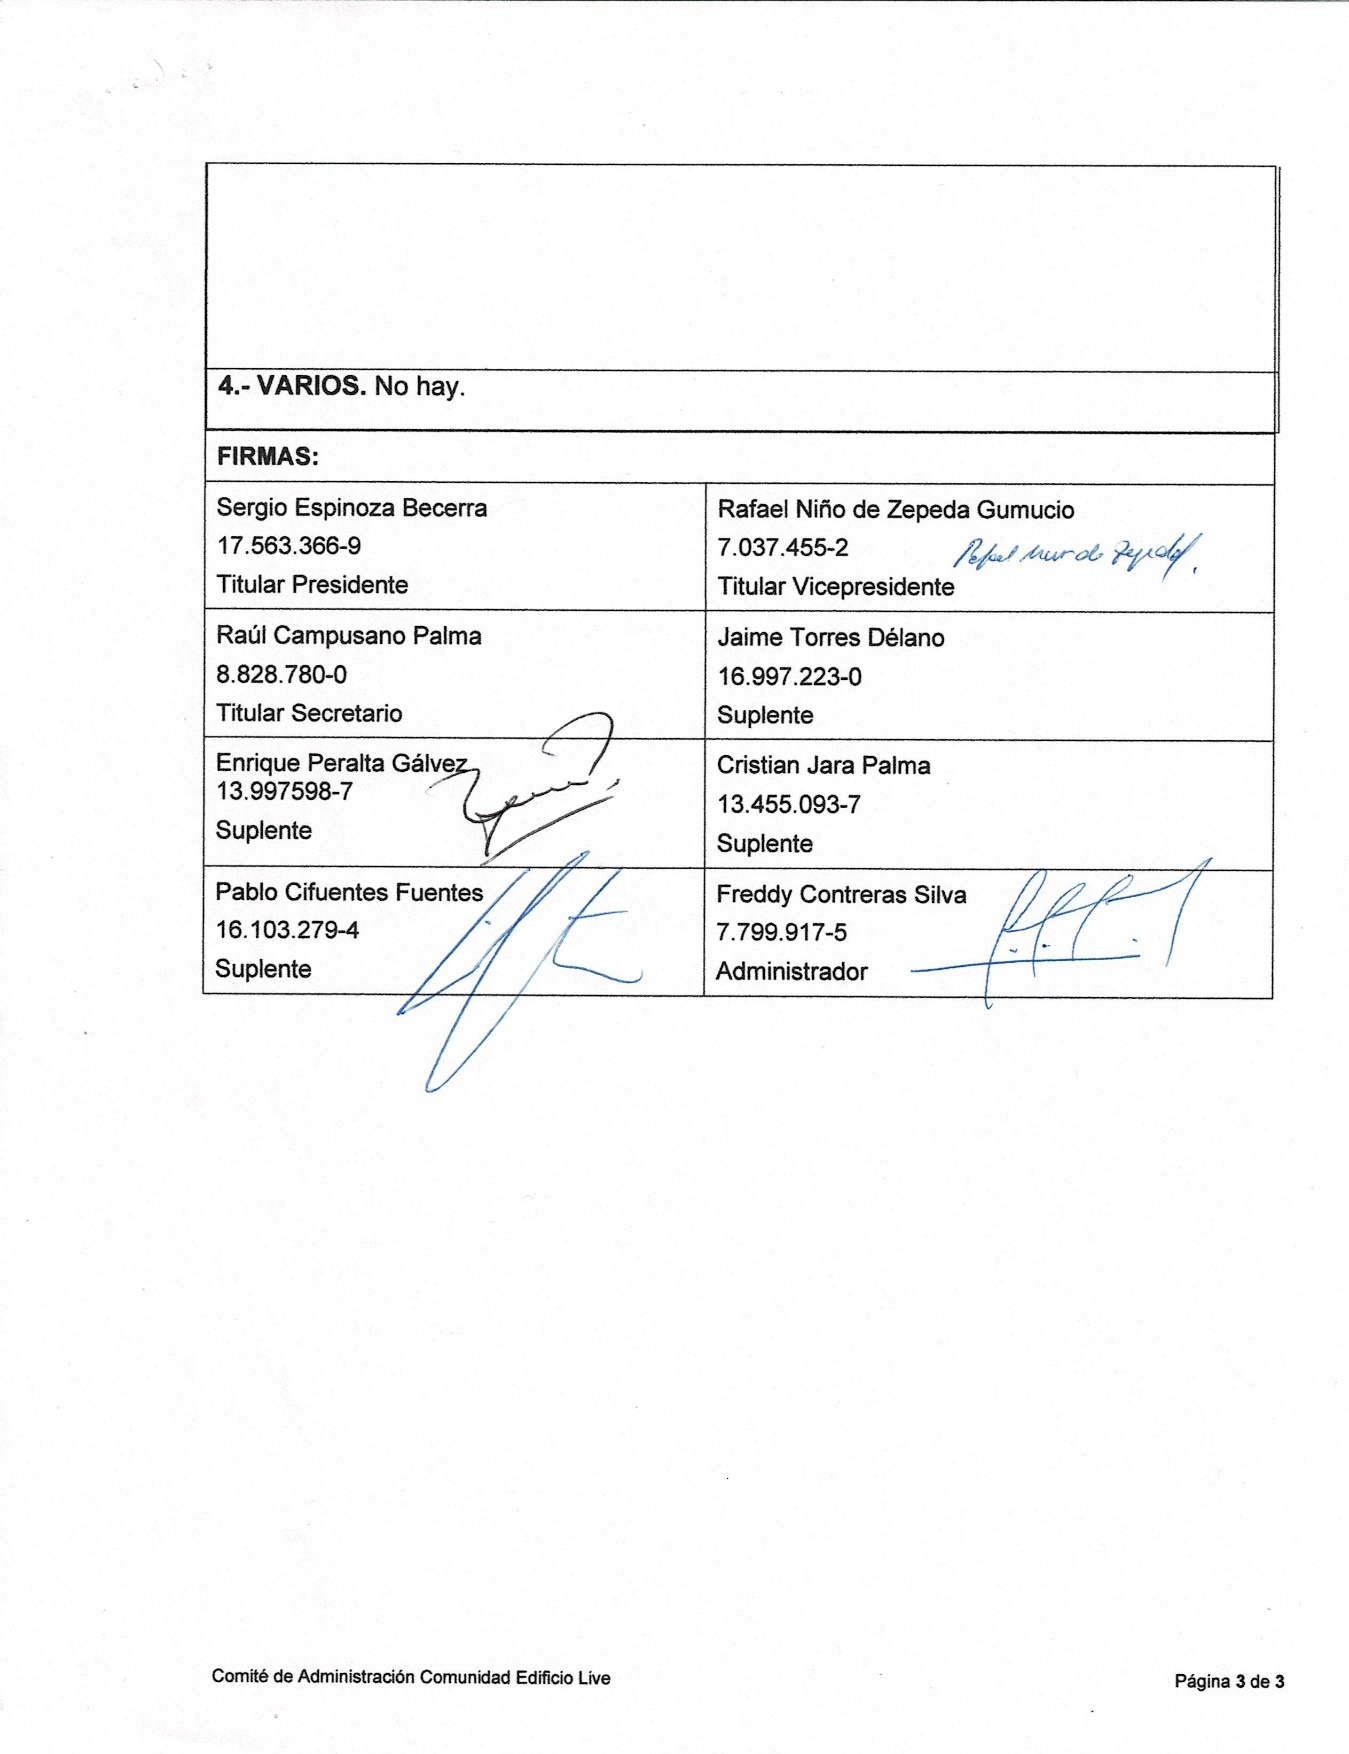 4.- VARIOS. No hay.
FIRMAS:
Sergio Espinoza Becerra
17.563.366-9
Titular Presidente
Rafael Niño de Zepeda Gumucio
7.037.455-2
Titular Vicepresidente
Raúl Campusano Palma
8.828.780-0
Titular Secretario
Jaime Torres Délano
16.997.223-0
Suplente
Enrique Peralta Gálvez
13.997598-7
Suplente
Cristian Jara Palma
13.455.093-7
Suplente
Pablo Cifuentes Fuentes
16.103.279-4
Suplente
Freddy Contreras Silva
7.799.917-5
Administrador
Comité de Administración Comunidad Edificio Live
Página 3 de 3